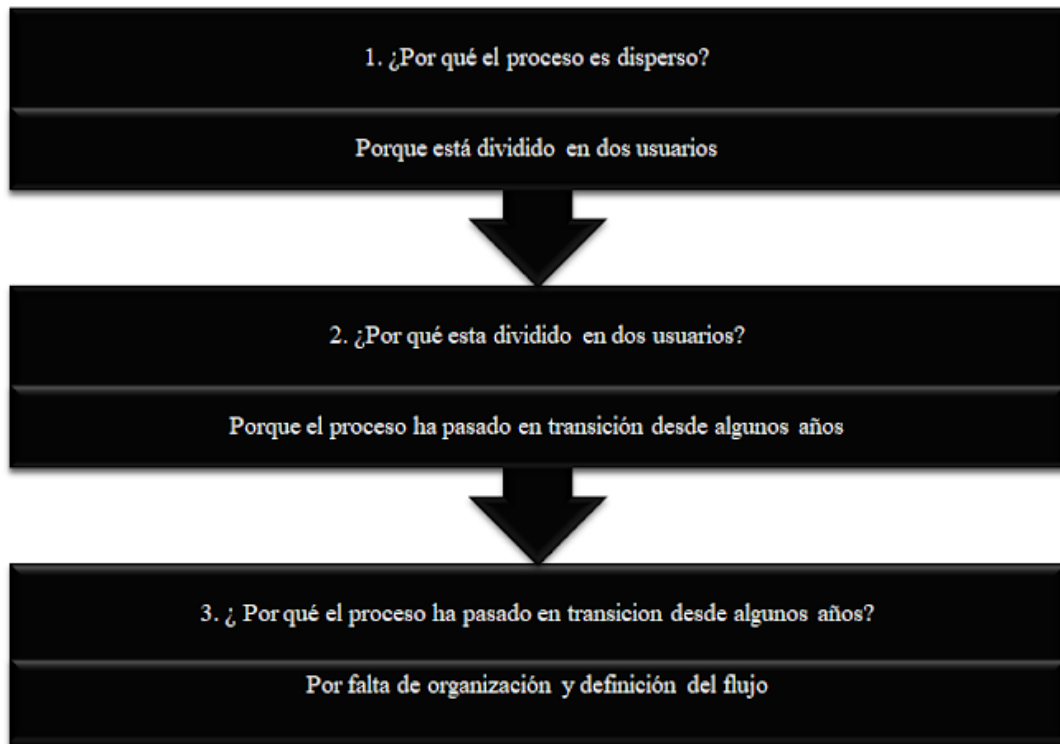 1. ¿Por qué el proceso es disperso?
Porque está dividido en dos usuarios
2. ¿Por qué esta dividido en dos usuarios?
Porque el proceso ha pasado en transición desde algunos años
3. ¿ Por qué el proceso ha pasado en transicion desde algunos años?
Por falta de organización y definición del flujo